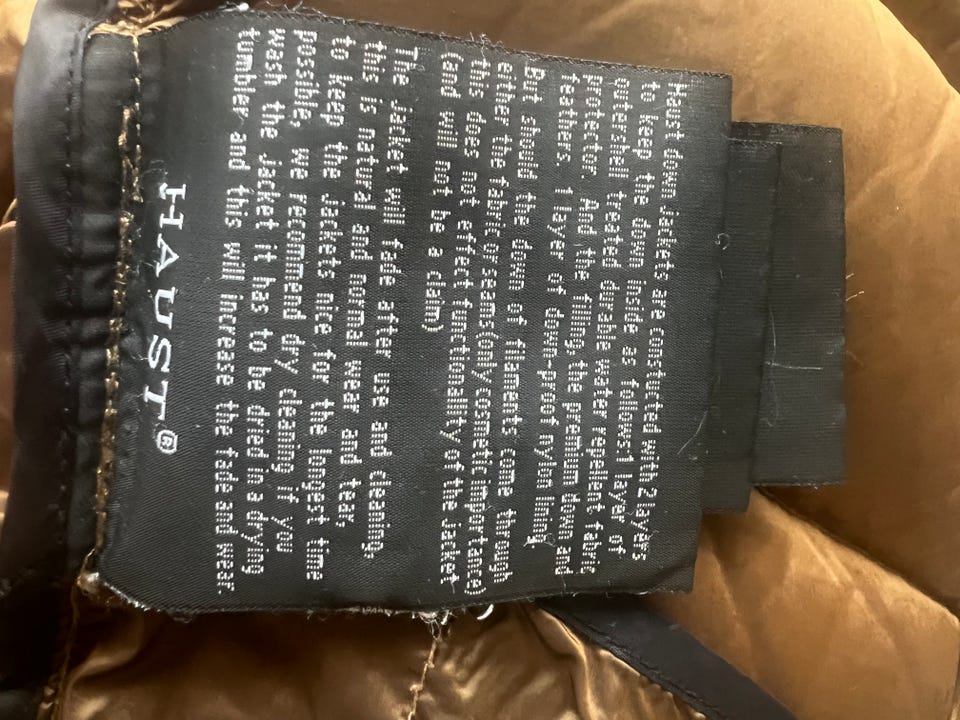 Haust down Jackets are constucted with 2 layers
to keep the down inside as follows:1 layer of
outershell treated durable water repelent fabric
Protector. And the filling, the premium down and
feathers. 1 layer of down-proof nylon lining
But should the down of filaments come through
either the fabric or seams(only cosmetic importance)
this does not effect functionallity of the Jacket
(and will not be a claim)
The Jacket will fade after use and cleaning,
this is natural and normal wear and tear,
to keep the Jackets nice for the longest time
possible, we recommend dry cleaning if you
wash the Jacket it has to be dried in a drying
tumbler and this will increase the fade and wear.
HAUST®